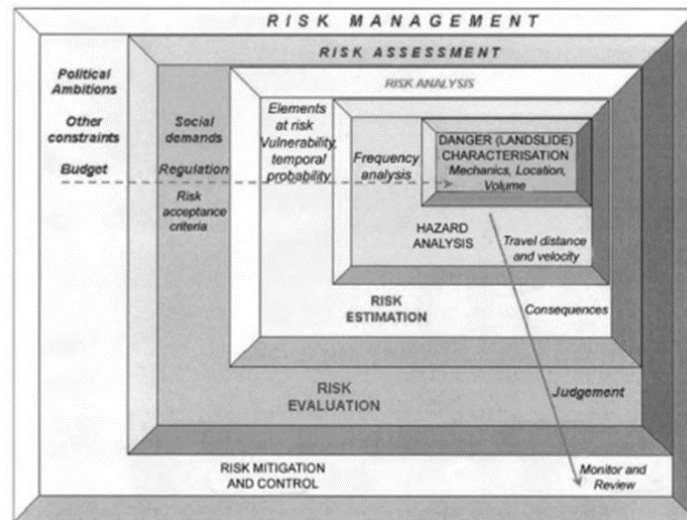 RISK MANAGEMENT
RISK ASSESSMENT
RISK ANALYSIS
Political
Ambitions
Other
constraints
Budget
Social
demands
Regulation
Risk
acceptance
criteria
Elements
at risk
Vulnerability,
temporal
probability
Frequency
analysis
DANGER (LANDSLIDE)
CHARACTERISATION
Mechanics, Location,
Volume
HAZARD
ANALYSIS
Travel distance
and velocity
RISK
ESTIMATION
Consequences
RISK
EVALUATION
Judgement
RISK MITIGATION
AND CONTROL
Monitor and
Review